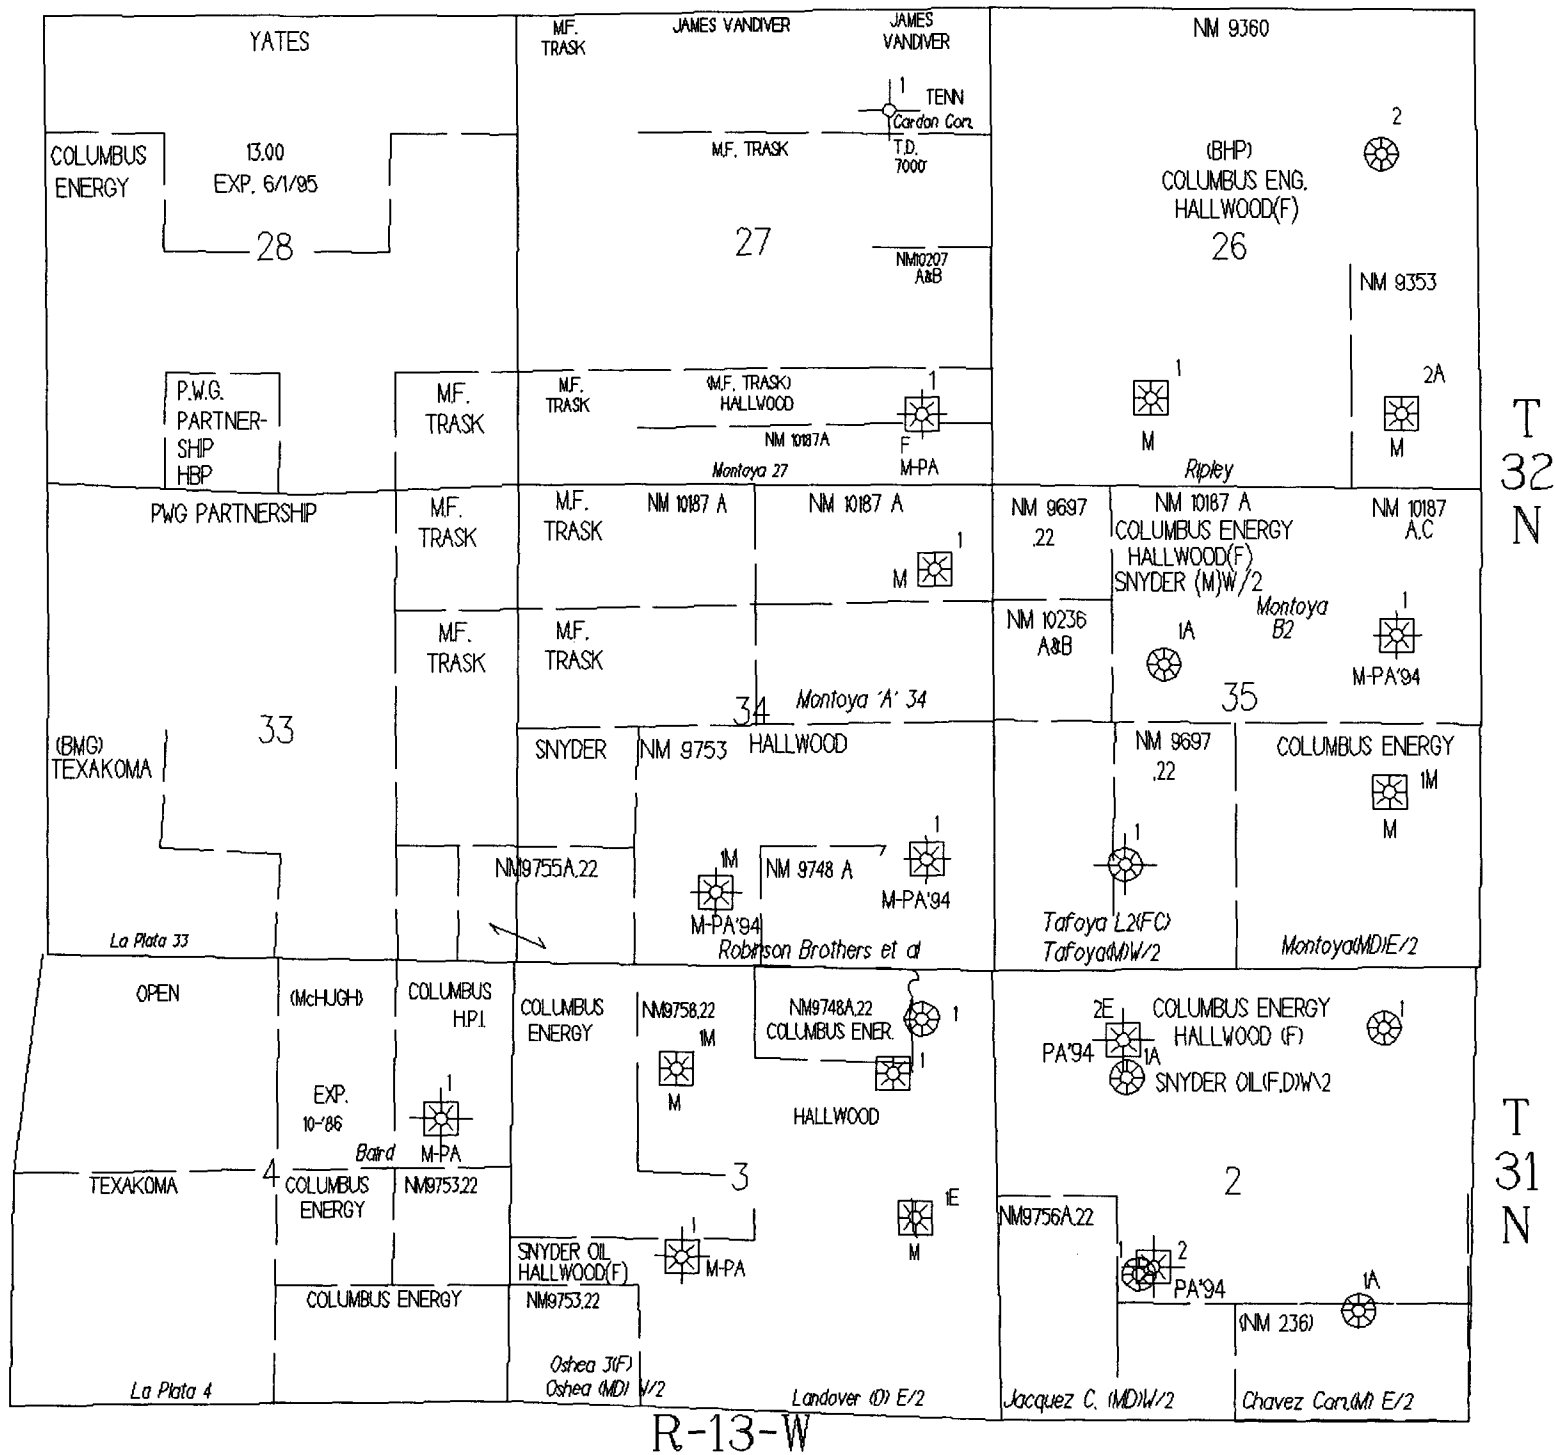 YATES
COLUMBUS
ENERGY
13.00
EXP. 6/1/95
28
P.W.G.
PARTNER-
SHIP
HBP
M.F.
TRASK
M.F.
TRASK
JAMES VANDIVER
JAMES
VANDIVER
1
TENN
Cardon Com.
T.D.
7000'
M.F. TRASK
27
NM10207
A&B
M.F.
TRASK
(M.F. TRASK)
HALLWOOD
1
NM 10187A
F
M-PA
Montoya 27
NM 9360
2
(BHP)
COLUMBUS ENG.
HALLWOOD(F)
26
NM 9353
1
M
2A
M
Ripley
T
32
N
PWG PARTNERSHIP
M.F.
TRASK
M.F.
TRASK
33
(BMG)
TEXAKOMA
La Plata 33
M.F.
TRASK
NM 10187 A
NM 10187 A
1
M
M.F.
TRASK
Montoya 'A' 34
34
SNYDER
NM 9753
HALLWOOD
NM9755A,22
1M
M-PA'94
NM 9748 A
1
M-PA'94
Robinson Brothers et al
NM 9697
,22
NM 10187 A
COLUMBUS ENERGY
HALLWOOD(F)
SNYDER (M)W/2
NM 10187
A,C
NM 10236
A&B
Montoya
B2
1A
1
M-PA'94
35
NM 9697
,22
COLUMBUS ENERGY
1M
M
1
Tafoya L2(FC)
Tafoya(M)W/2
Montoya(MD)E/2
OPEN
(McHUGH)
COLUMBUS
H.P.I.
EXP.
10-'86
1
Baird
M-PA
4
TEXAKOMA
COLUMBUS
ENERGY
NM9753,22
COLUMBUS ENERGY
La Plata 4
COLUMBUS
ENERGY
NM9758,22
1M
M
NM9748A,22
COLUMBUS ENER.
1
1
HALLWOOD
3
1E
M
1
M-PA
SNYDER OIL
HALLWOOD(F)
NM9753,22
Oshea 3(F)
Oshea (MD) W/2
Landover (D) E/2
2E
PA'94
1A
COLUMBUS ENERGY
HALLWOOD (F)
SNYDER OIL(F,D)W\2
1
2
NM9756A,22
1
2
PA'94
1A
(NM 236)
Jacquez C. (MD)W/2
Chavez Com.(M) E/2
T
31
N
R-13-W